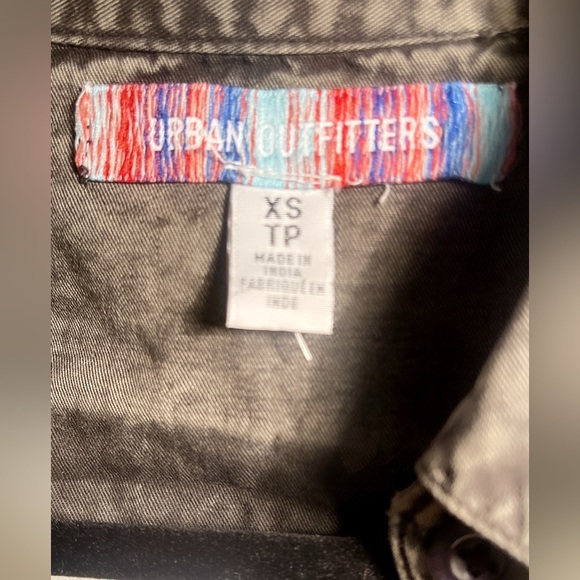 URBAN OUTFITTERS
XS
TP
MADE IN
INDIA
FABRIQUÉ EN
INDE